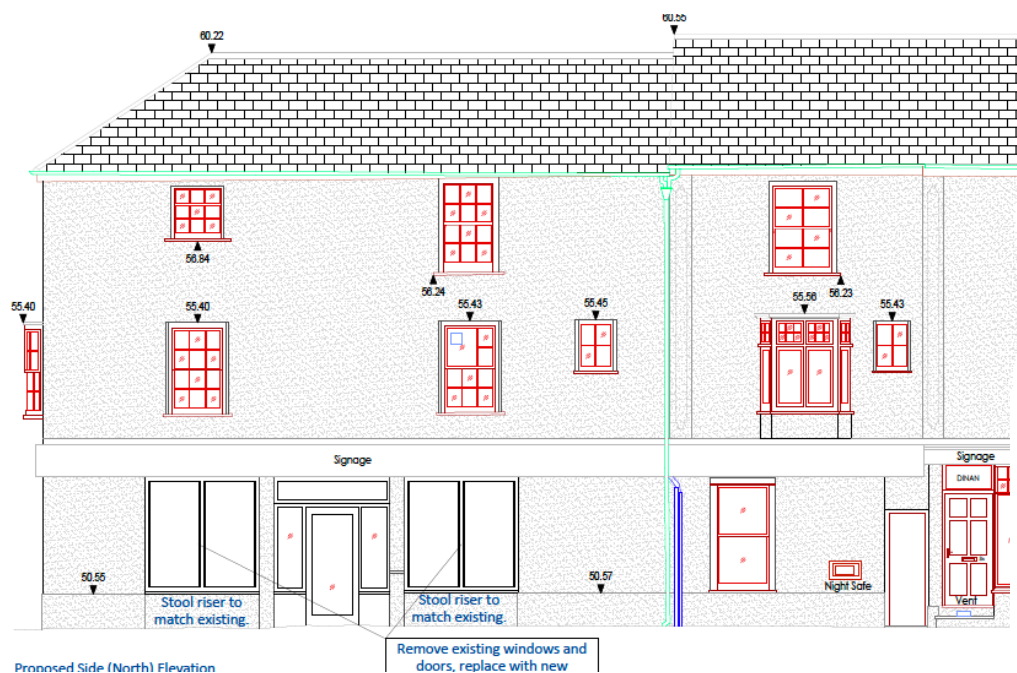 60.22
60.55
56.84
56.24
56.23
55.40
55.40
55.43
55.45
55.56
55.43
Signage
Signage
DINAN
50.55
50.57
Night Safe
Vent
Stool riser to
match existing.
Stool riser to
match existing.
Remove existing windows and
doors, replace with new
Proposed Side (North) Elevation